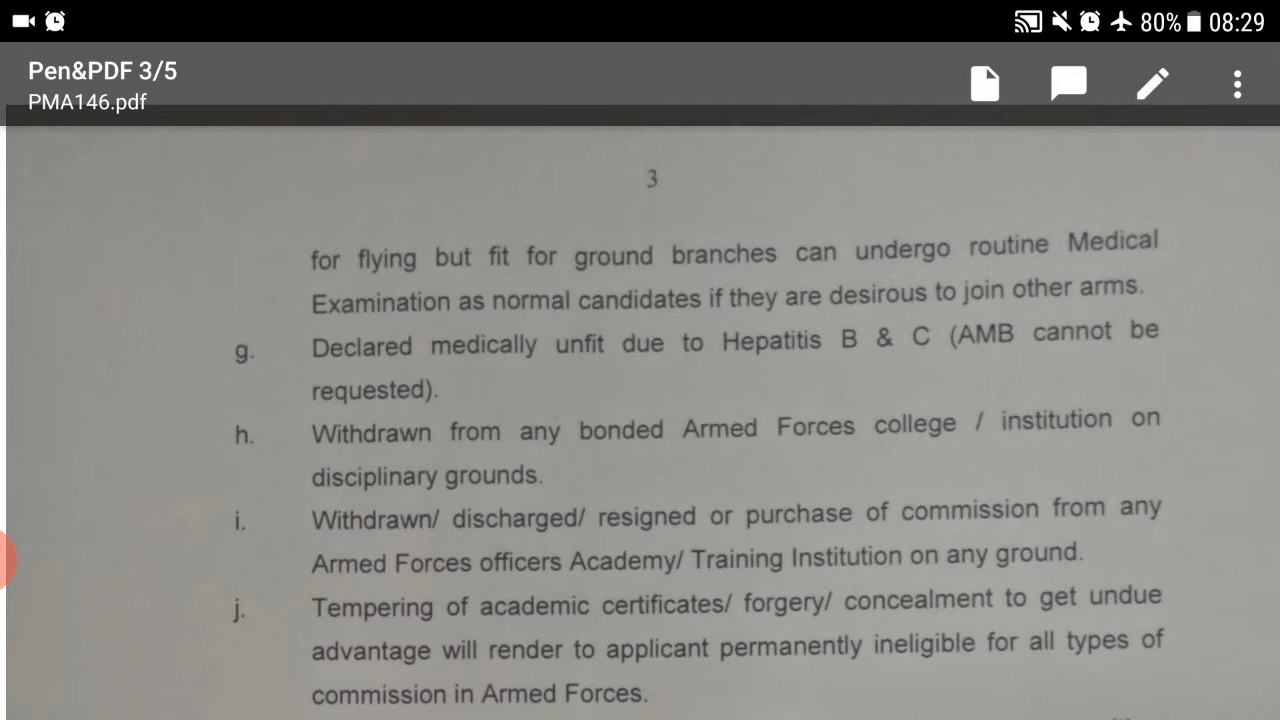 80% 08:29
Pen&PDF 3/5
PMA146.pdf
3
for flying but fit for ground branches can undergo routine Medical
Examination as normal candidates if they are desirous to join other arms.
g. Declared medically unfit due to Hepatitis B & C (AMB cannot be
requested).
h. Withdrawn from any bonded Armed Forces college / institution on
disciplinary grounds.
i. Withdrawn/ discharged/ resigned or purchase of commission from any
Armed Forces officers Academy/ Training Institution on any ground.
j. Tempering of academic certificates/ forgery/ concealment to get undue
advantage will render to applicant permanently ineligible for all types of
commission in Armed Forces.